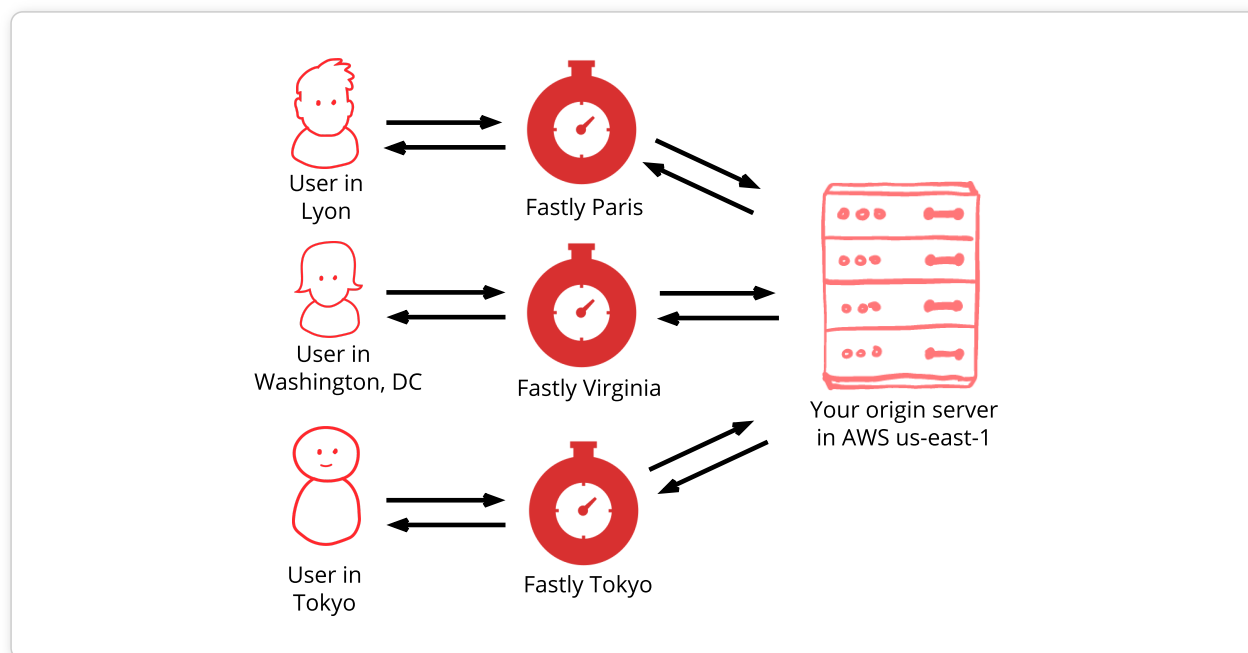 User in
Lyon
Fastly Paris
User in
Washington, DC
Fastly Virginia
Your origin server
in AWS us-east-1
User in
Tokyo
Fastly Tokyo